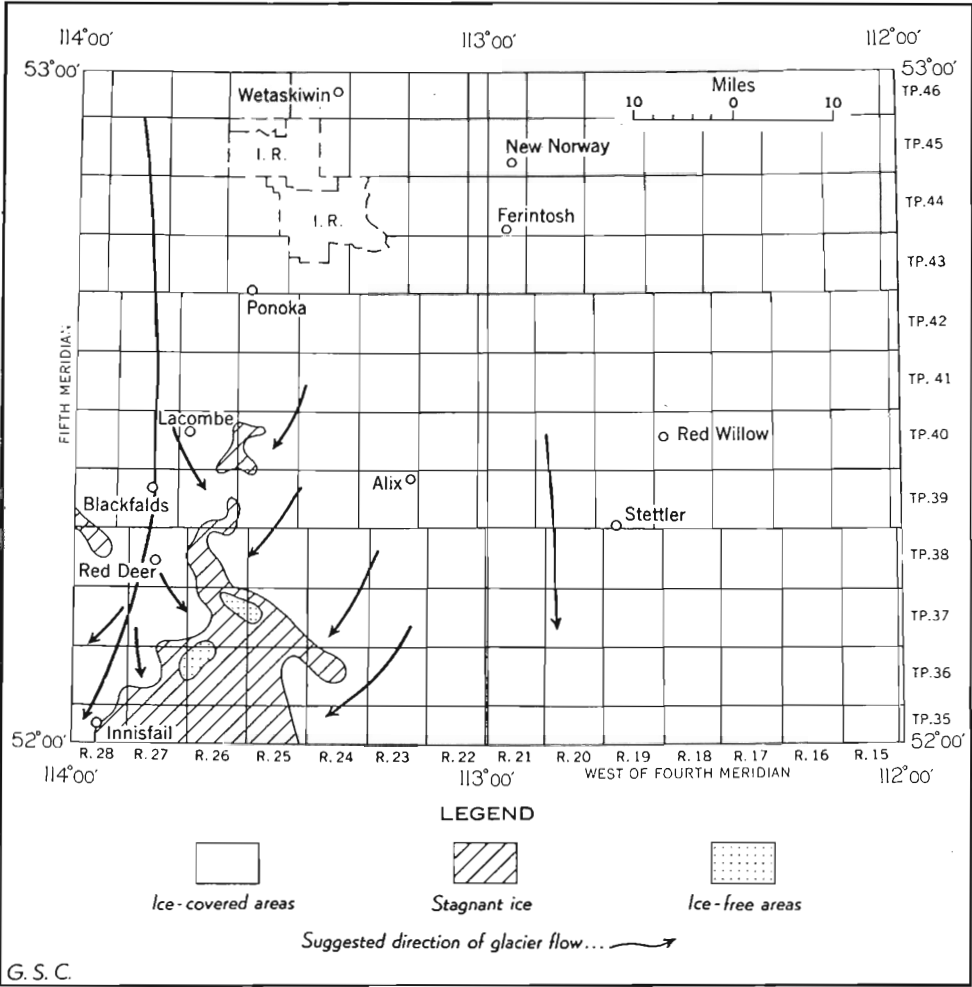 114°00′ 113°00′ 112°00′
53°00′ 53°00′
Wetaskiwin
Miles
10 0 10
TP.46
I. R.
New Norway
TP.45
I. R.
Ferintosh
TP.44
TP.43
Ponoka
TP.42
FIFTH MERIDIAN
TP. 41
Lacombe
Red Willow
TP.40
Alix
Blackfalds
TP.39
Stettler
Red Deer
TP.38
TP.37
TP.36
Innisfail
TP.35
52°00′ 52°00′
R. 28 R. 27 R. 26 R. 25 R. 24 R. 23 R. 22 R. 21 R. 20 R. 19 R. 18 R. 17 R. 16 R. 15
WEST OF FOURTH MERIDIAN
114°00′ 113°00′ 112°00′
LEGEND
Ice-covered areas Stagnant ice Ice-free areas
Suggested direction of glacier flow...
G. S. C.